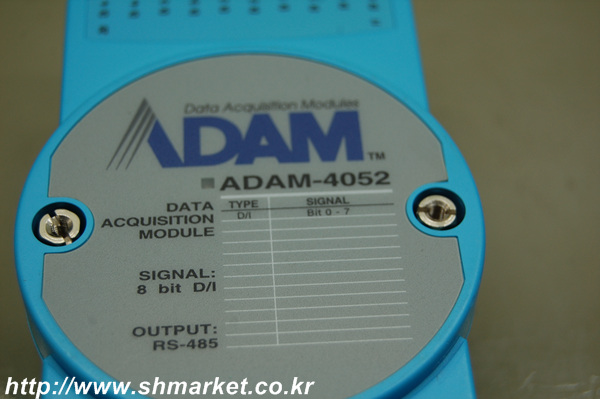 Data Acquisition Modules
ADAM™
ADAM-4052
DATA
ACQUISITION
MODULE
TYPE SIGNAL
D/I Bit 0 - 7
SIGNAL:
8 bit D/I
OUTPUT:
RS-485
http://www.shmarket.co.kr